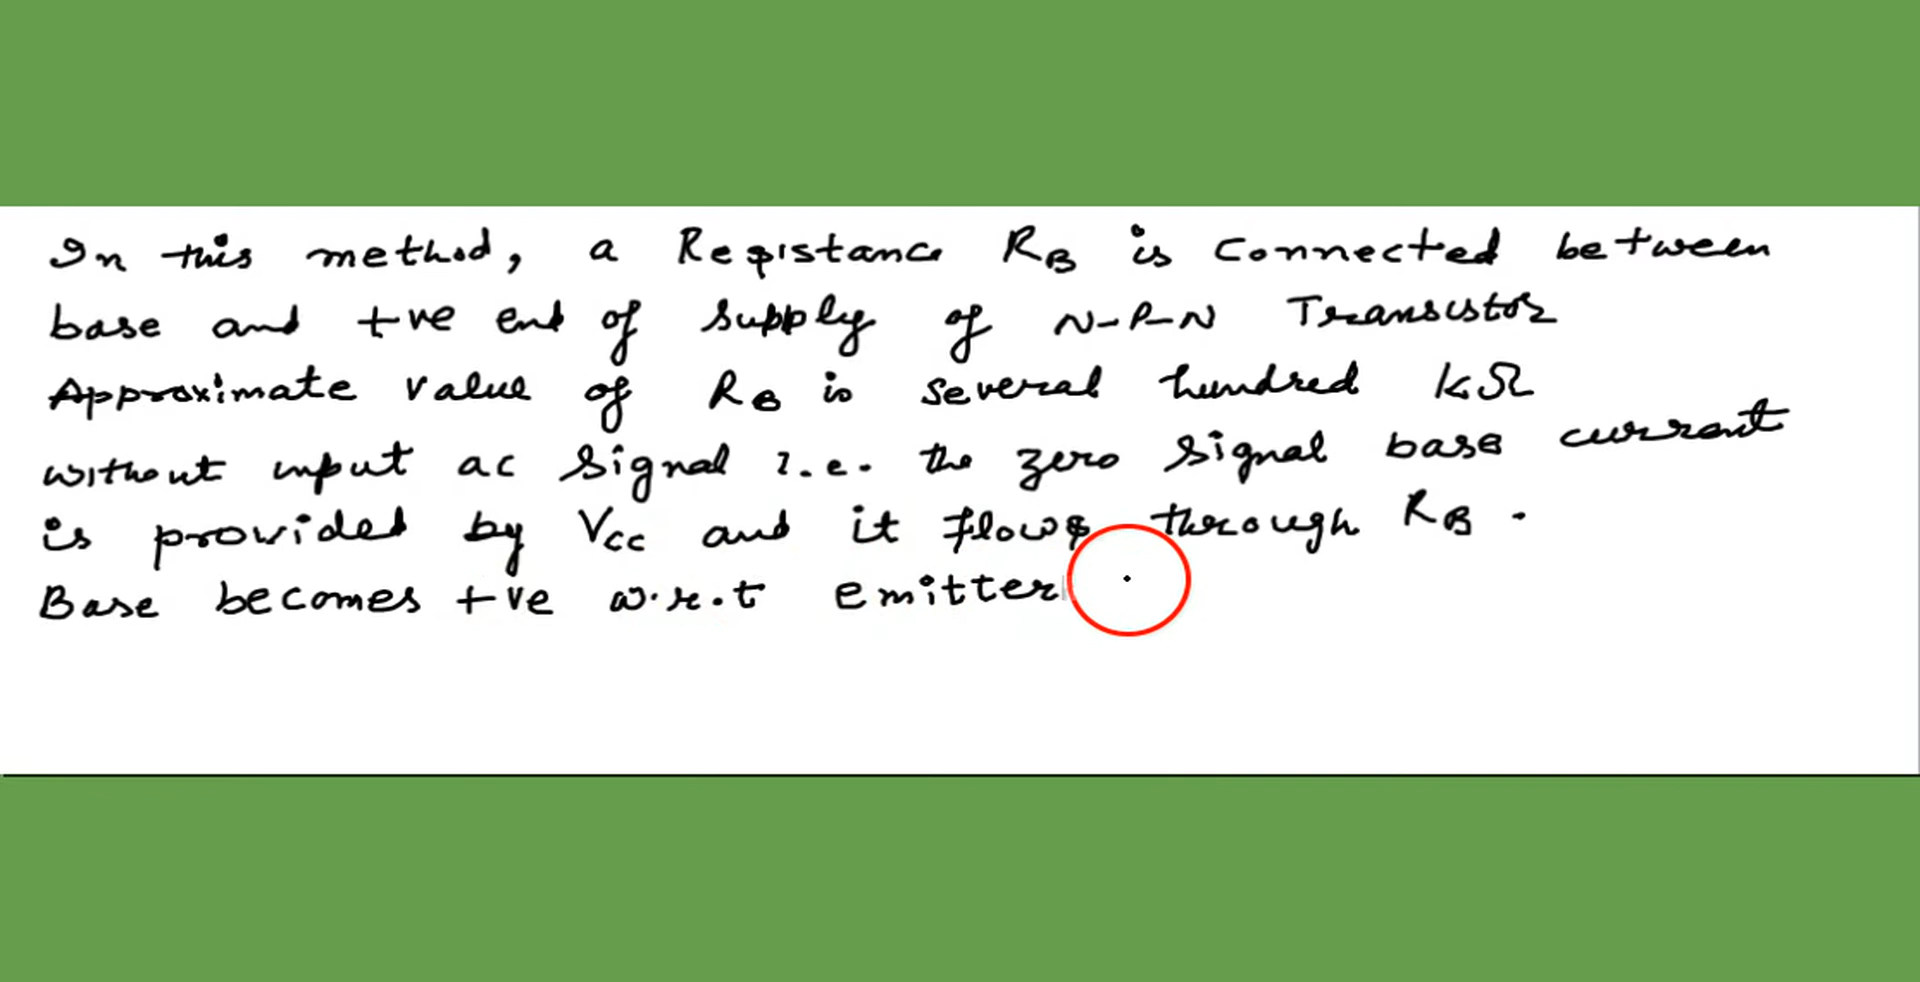 In this method, a Resistance RB is connected between
base and +ve end of supply of N-P-N Transistor
Approximate value of RB is several hundred kΩ
without input ac signal i.e. the zero signal base current
is provided by Vcc and it flows through RB.
Base becomes +ve w.r.t emitter